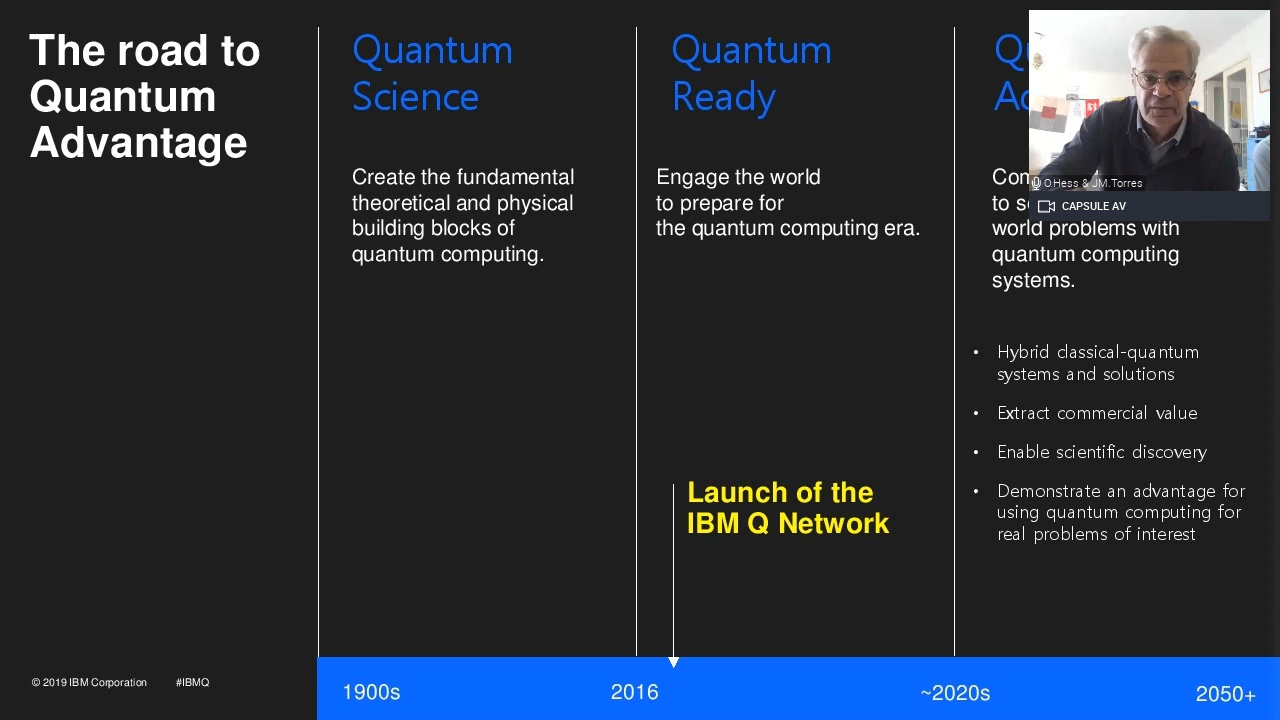 The road to
Quantum
Advantage
Quantum
Science
Create the fundamental
theoretical and physical
building blocks of
quantum computing.
Quantum
Ready
Engage the world
to prepare for
the quantum computing era.
Launch of the
IBM Q Network
to
world problems with
quantum computing
systems.
• Hybrid classical-quantum
systems and solutions
• Extract commercial value
• Enable scientific discovery
• Demonstrate an advantage for
using quantum computing for
real problems of interest
O.Hess & J.M.Torres
CAPSULE AV
© 2019 IBM Corporation #IBMQ
1900s
2016
~2020s
2050+